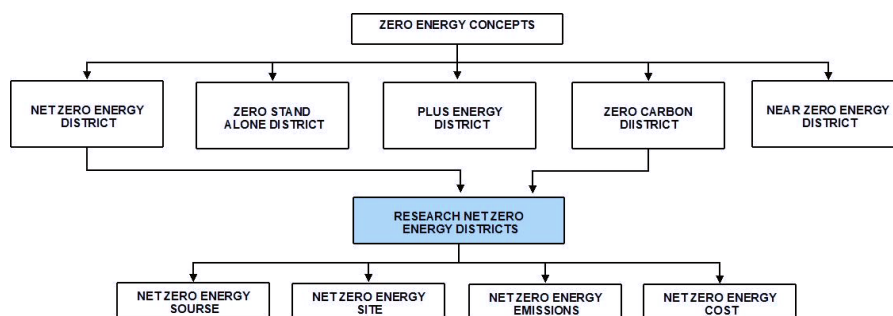 ZERO ENERGY CONCEPTS
NET ZERO ENERGY
DISTRICT
ZERO STAND
ALONE DISTRICT
PLUS ENERGY
DISTRICT
ZERO CARBON
DIISTRICT
NEAR ZERO ENERGY
DISTRICT
RESEARCH NET ZERO
ENERGY DISTRICTS
NET ZERO ENERGY
SOURSE
NET ZERO ENERGY
SITE
NET ZERO ENERGY
EMISSIONS
NET ZERO ENERGY
COST